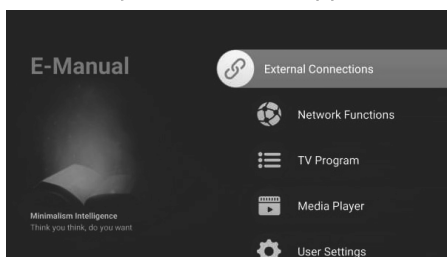 E-Manual
External Connections
Network Functions
TV Program
Media Player
User Settings
Minimalism Intelligence
Think you think, do you want